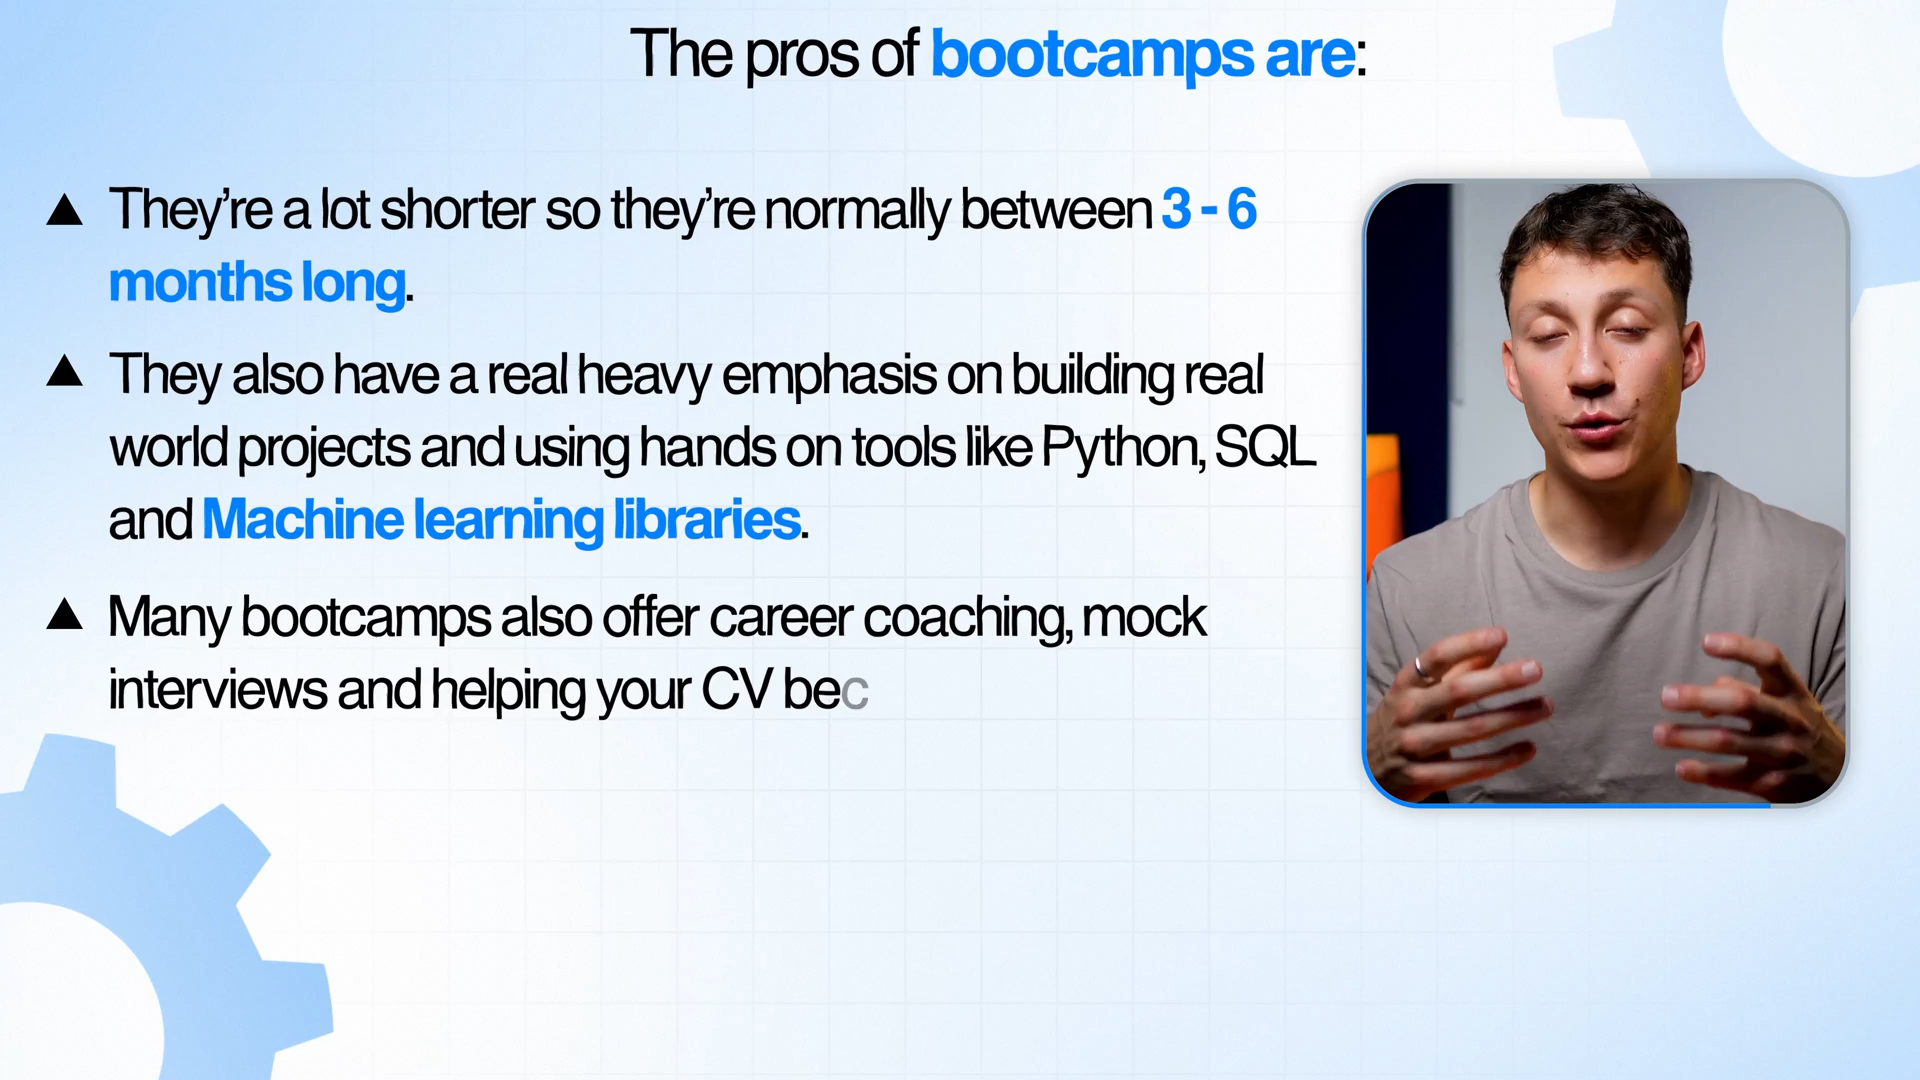 The pros of bootcamps are:
They're a lot shorter so they're normally between 3 - 6
months long.
They also have a real heavy emphasis on building real
world projects and using hands on tools like Python, SQL
and Machine learning libraries.
Many bootcamps also offer career coaching, mock
interviews and helping your CV bec